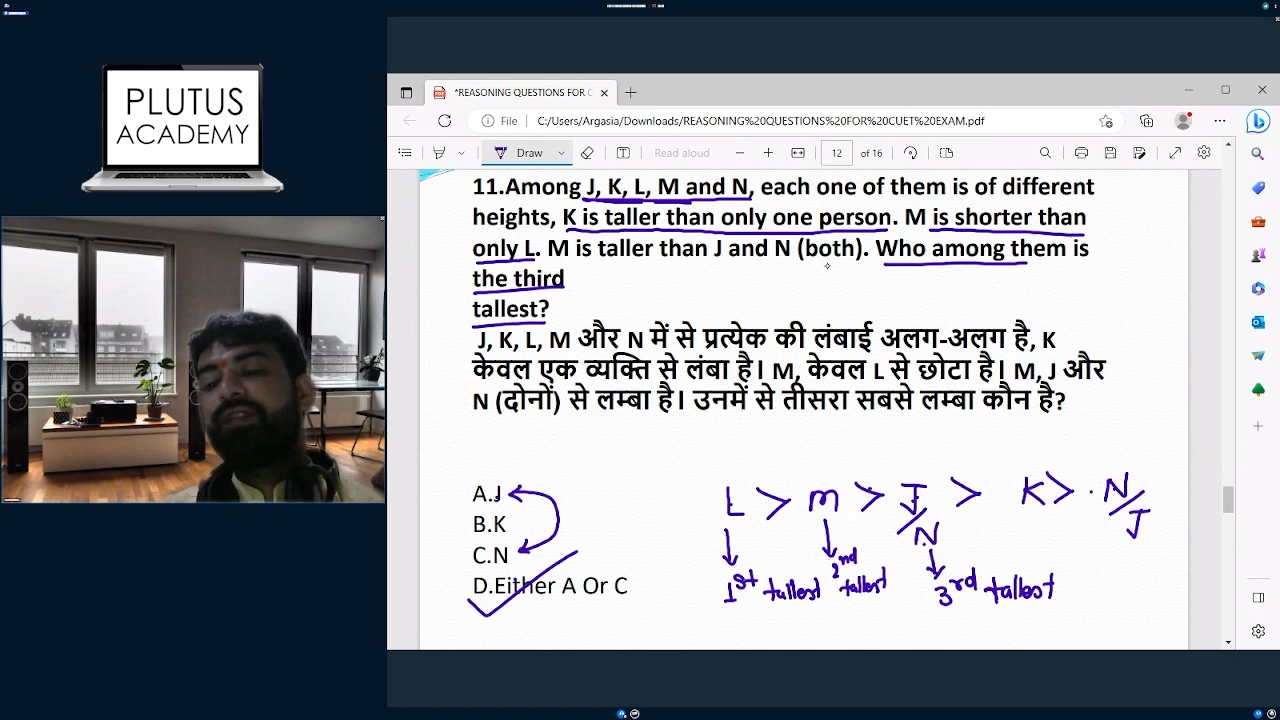 PLUTUS
ACADEMY
*REASONING QUESTIONS FOR C
File
C:/Users/Argasia/Downloads/REASONING%20QUESTIONS%20FOR%20CUET%20EXAM.pdf
Draw
Read aloud
12
of 16
11.Among J, K, L, M and N, each one of them is of different
heights, K is taller than only one person. M is shorter than
only L. M is taller than J and N (both). Who among them is
the third
tallest?
J, K, L, M और N में से प्रत्येक की लंबाई अलग-अलग है, K
केवल एक व्यक्ति से लंबा है। M, केवल L से छोटा है। M, J और
N (दोनों) से लम्बा है। उनमें से तीसरा सबसे लम्बा कौन है?
A.J
B.K
C.N
D.Either A Or C
L > M > J/N > K > N/J
1st tallest
2nd tallest
3rd tallest